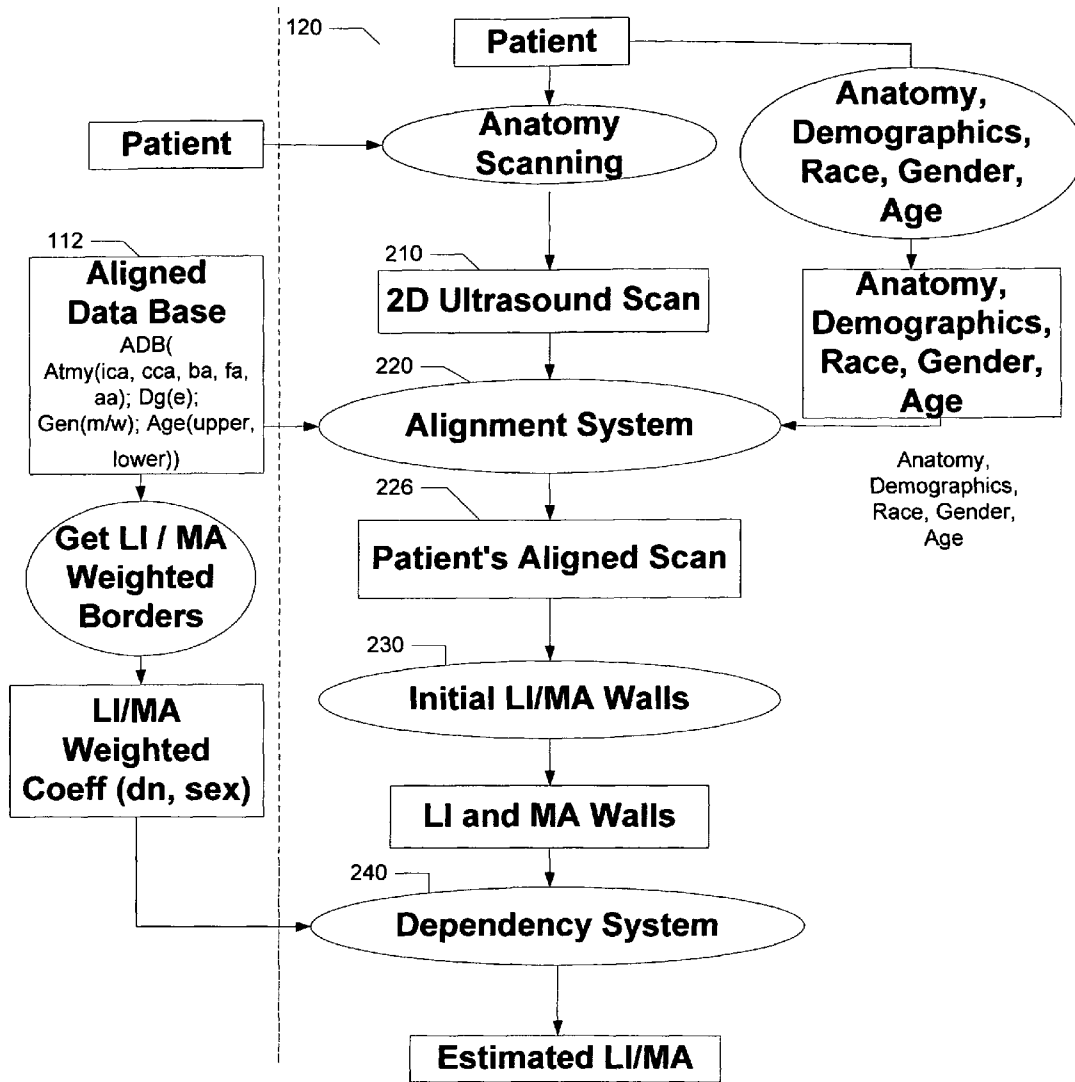 120
Patient
Patient
Anatomy
Scanning
Anatomy,
Demographics,
Race, Gender,
Age
112
Aligned
Data Base
ADB(
Atmy(ica, cca, ba, fa,
aa); Dg(e);
Gen(m/w); Age(upper,
lower))
210
2D Ultrasound Scan
Anatomy,
Demographics,
Race, Gender,
Age
220
Alignment System
Anatomy,
Demographics,
Race, Gender,
Age
226
Patient's Aligned Scan
Get LI / MA
Weighted
Borders
230
Initial LI/MA Walls
LI/MA
Weighted
Coeff (dn, sex)
LI and MA Walls
240
Dependency System
Estimated LI/MA